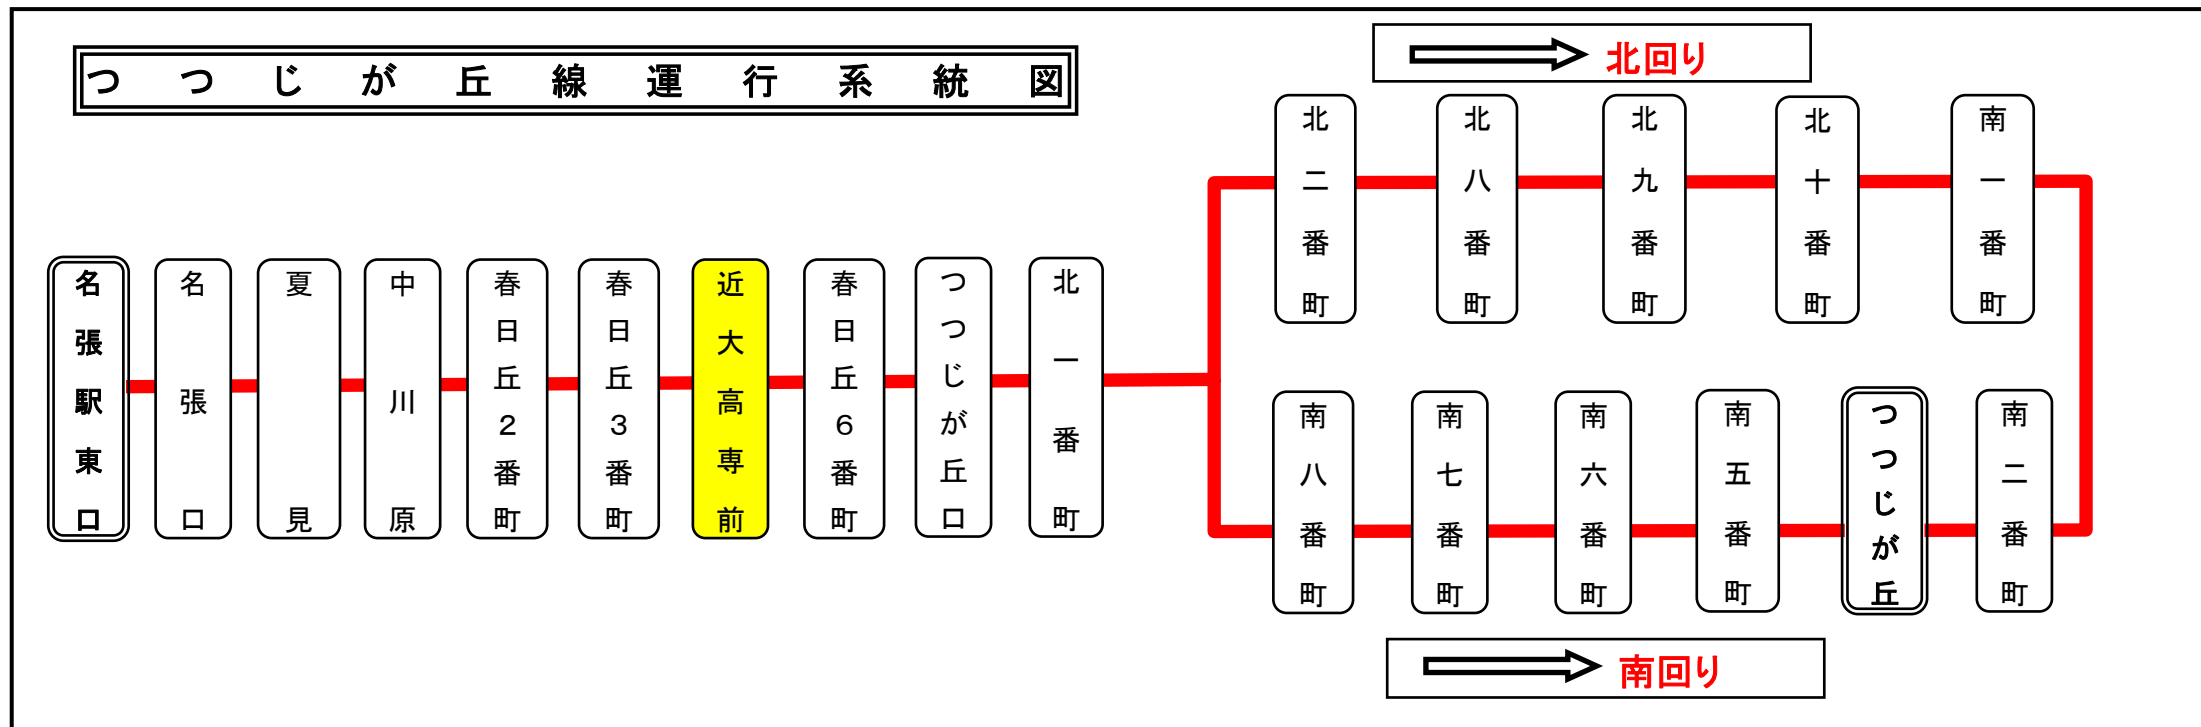 つつじが丘線運行系統図
北回り
北二番町
北八番町
北九番町
北十番町
南一番町
名張駅東口
名張口
夏見
中川原
春日丘2番町
春日丘3番町
近大高専前
春日丘6番町
つつじが丘口
北一番町
南八番町
南七番町
南六番町
南五番町
つつじが丘
南二番町
南回り